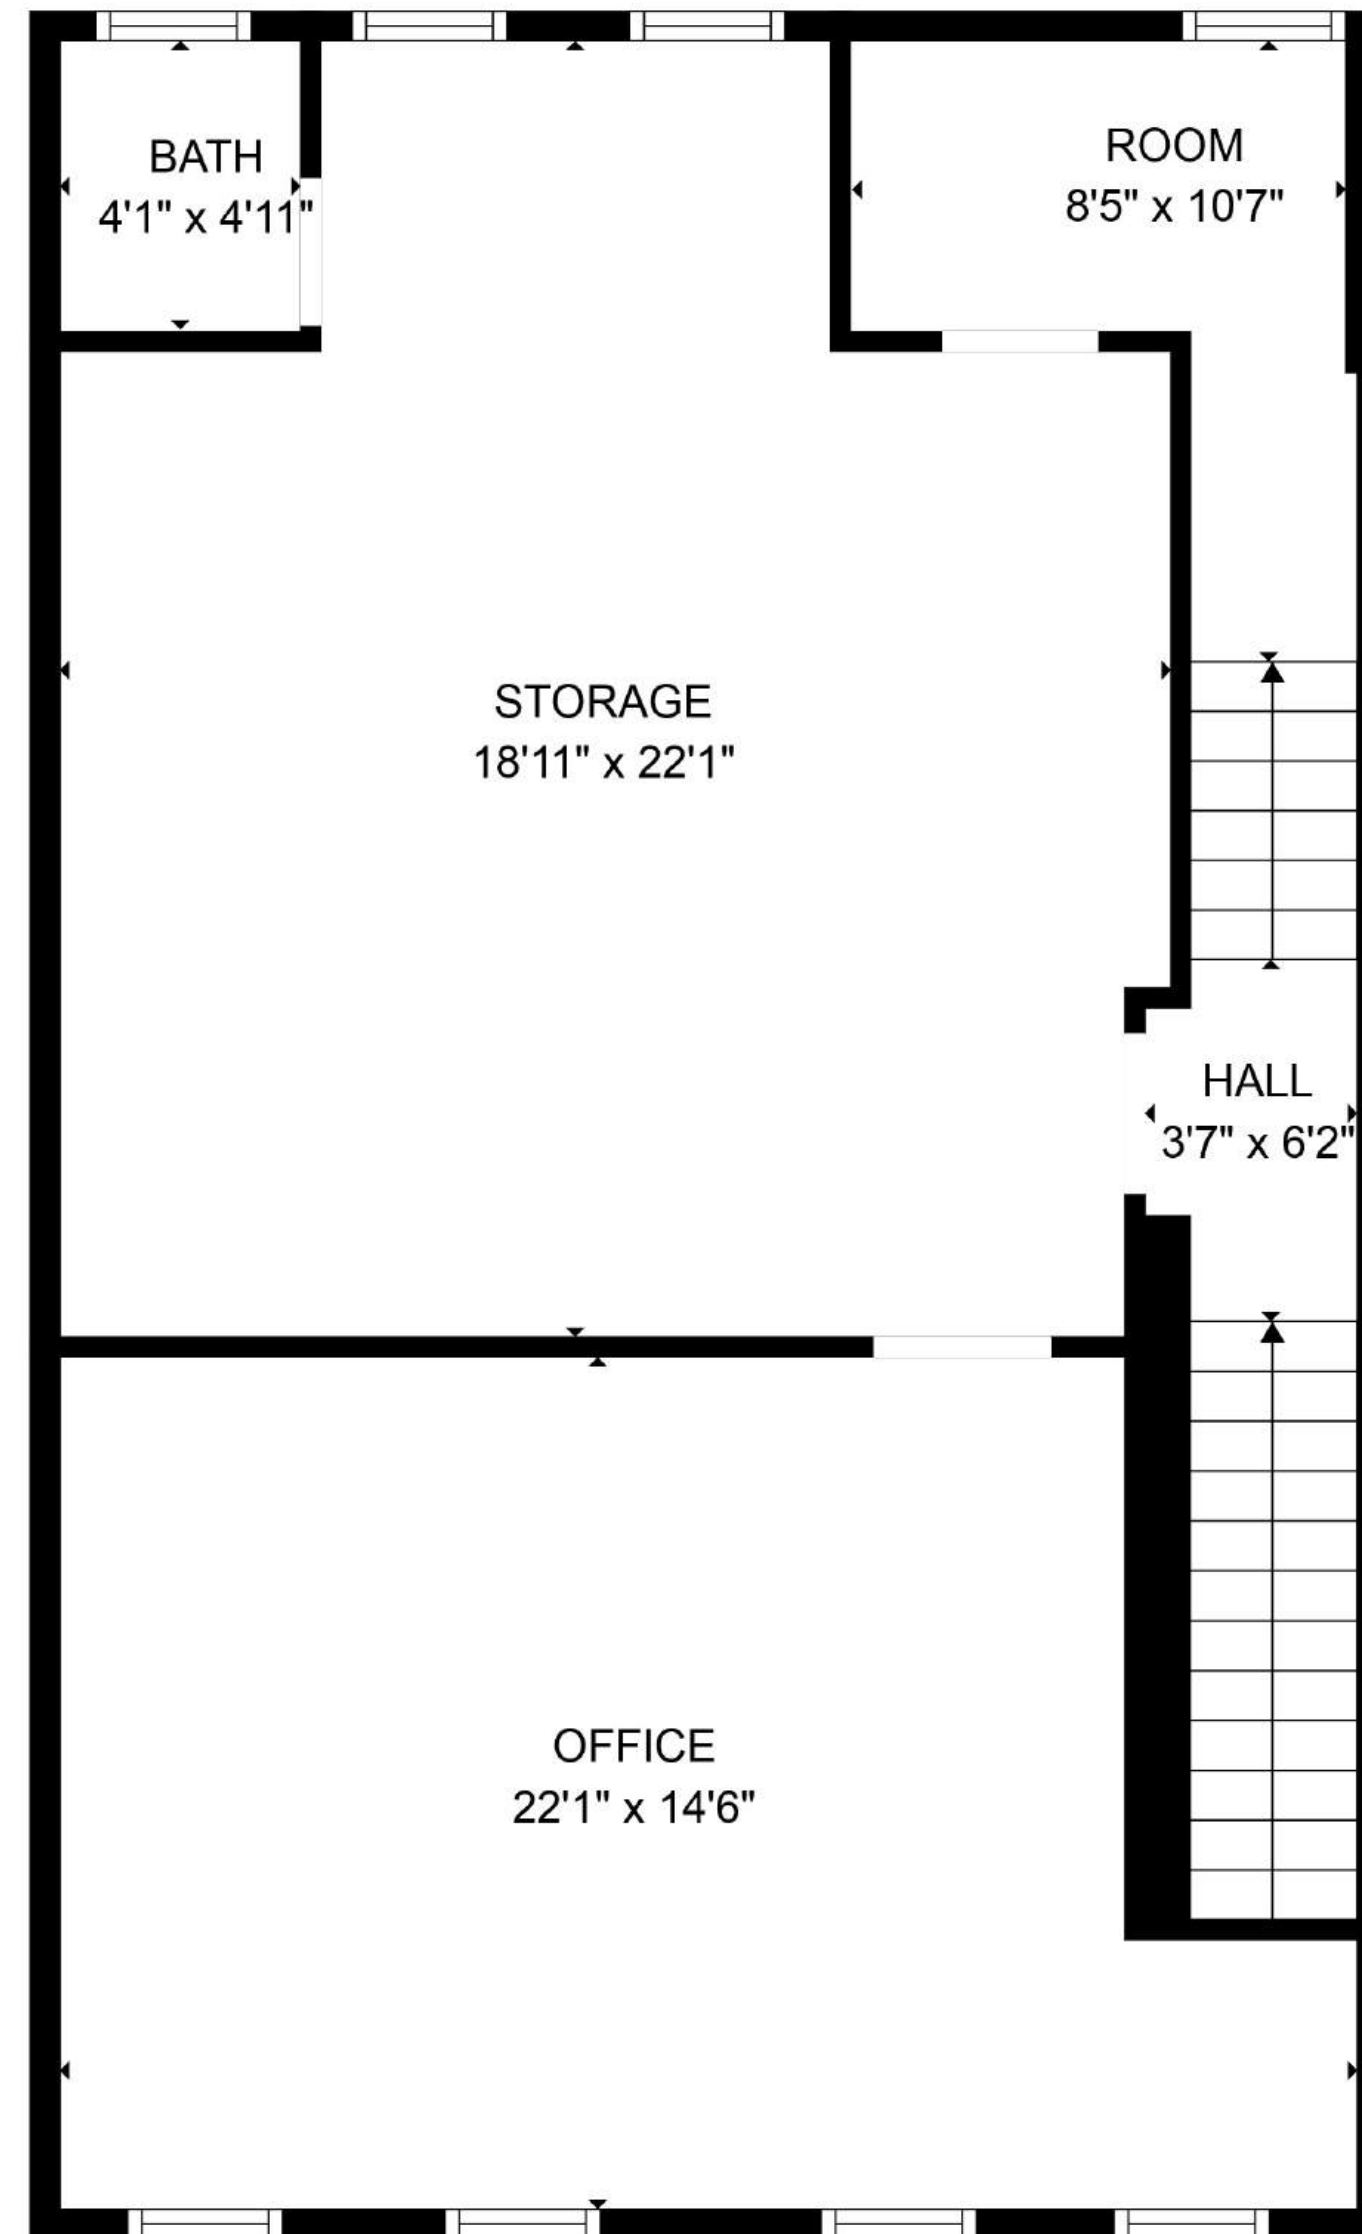 BATH
4'1" x 4'11"
ROOM
8'5" x 10'7"
STORAGE
18'11" x 22'1"
HALL
3'7" x 6'2"
OFFICE
22'1" x 14'6"